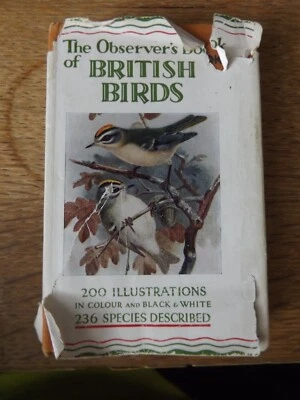 The Observer's Book
of BRITISH
BIRDS
200 ILLUSTRATIONS
IN COLOUR AND BLACK & WHITE
236 SPECIES DESCRIBED